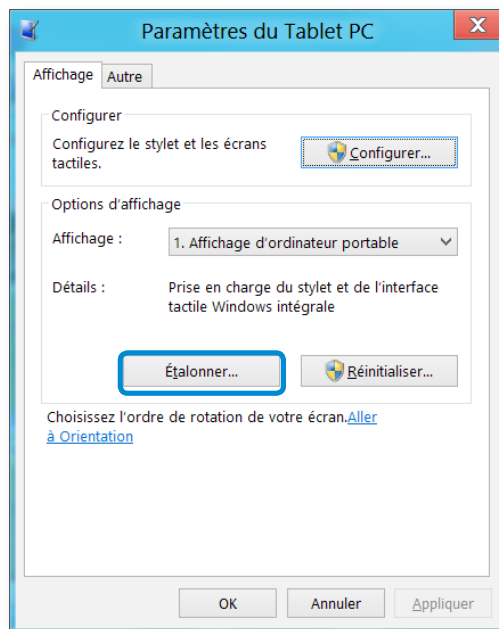 Paramètres du Tablet PC
X
Affichage
Autre
Configurer
Configurez le stylet et les écrans
tactiles.
Configurer...
Options d'affichage
Affichage :
1. Affichage d'ordinateur portable
Détails :
Prise en charge du stylet et de l'interface
tactile Windows intégrale
Étalonner...
Réinitialiser...
Choisissez l'ordre de rotation de votre écran.Aller
à Orientation
OK
Annuler
Appliquer